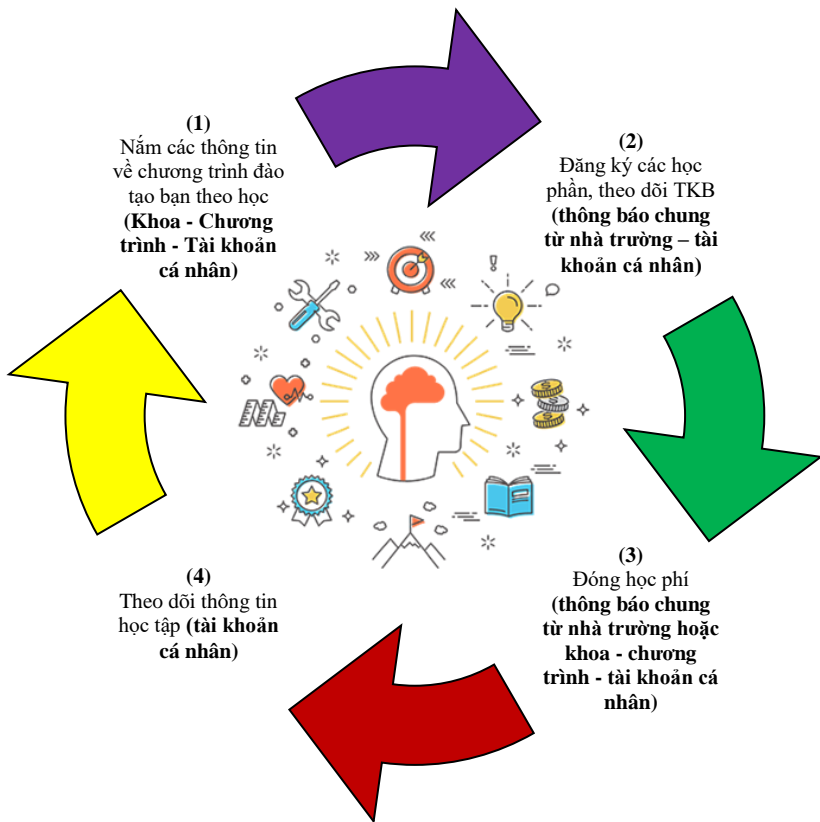 (1)
Nắm các thông tin
về chương trình đào
tạo bạn theo học
(Khoa - Chương
trình - Tài khoản
cá nhân)
(2)
Đăng ký các học
phần, theo dõi TKB
(thông báo chung
từ nhà trường – tài
khoản cá nhân)
(3)
Đóng học phí
(thông báo chung
từ nhà trường hoặc
khoa - chương
trình - tài khoản cá
nhân)
(4)
Theo dõi thông tin
học tập (tài khoản
cá nhân)